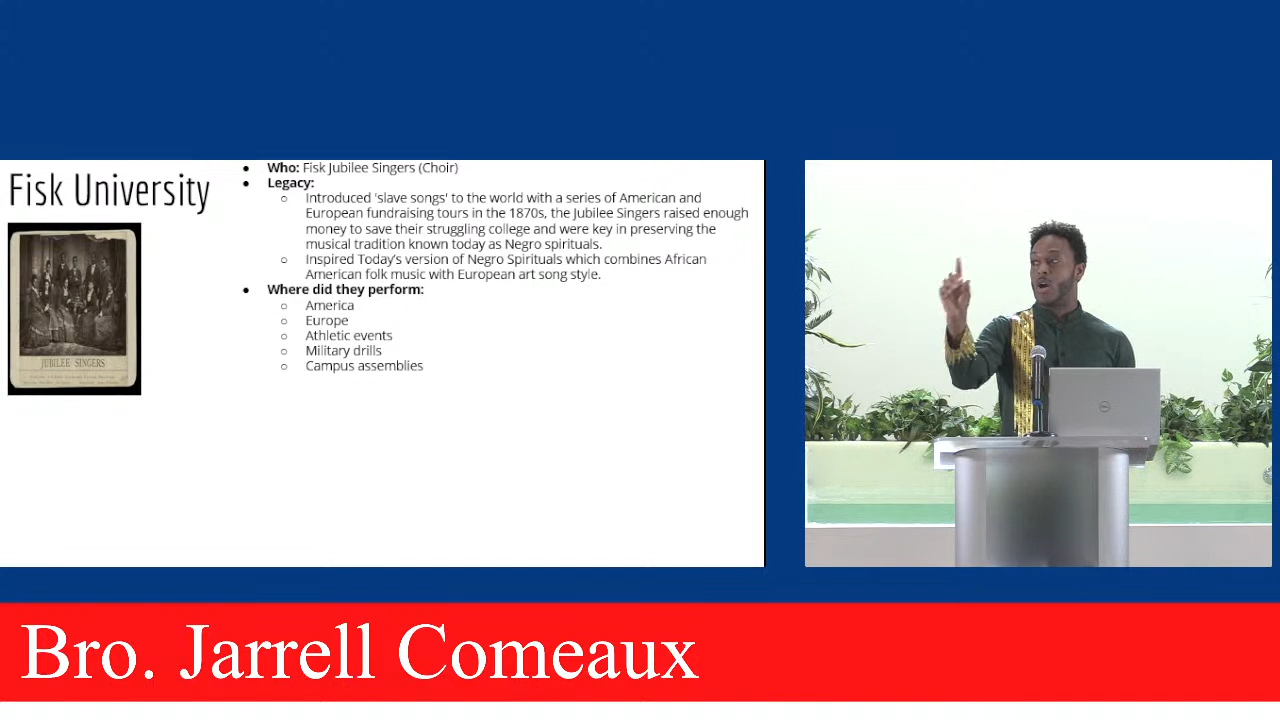 Fisk University
JUBILEE SINGERS
● Who: Fisk Jubilee Singers (Choir)
● Legacy:
○ Introduced 'slave songs' to the world with a series of American and
European fundraising tours in the 1870s, the Jubilee Singers raised enough
money to save their struggling college and were key in preserving the
musical tradition known today as Negro spirituals.
○ Inspired Today's version of Negro Spirituals which combines African
American folk music with European art song style.
● Where did they perform:
○ America
○ Europe
○ Athletic events
○ Military drills
○ Campus assemblies
Bro. Jarrell Comeaux